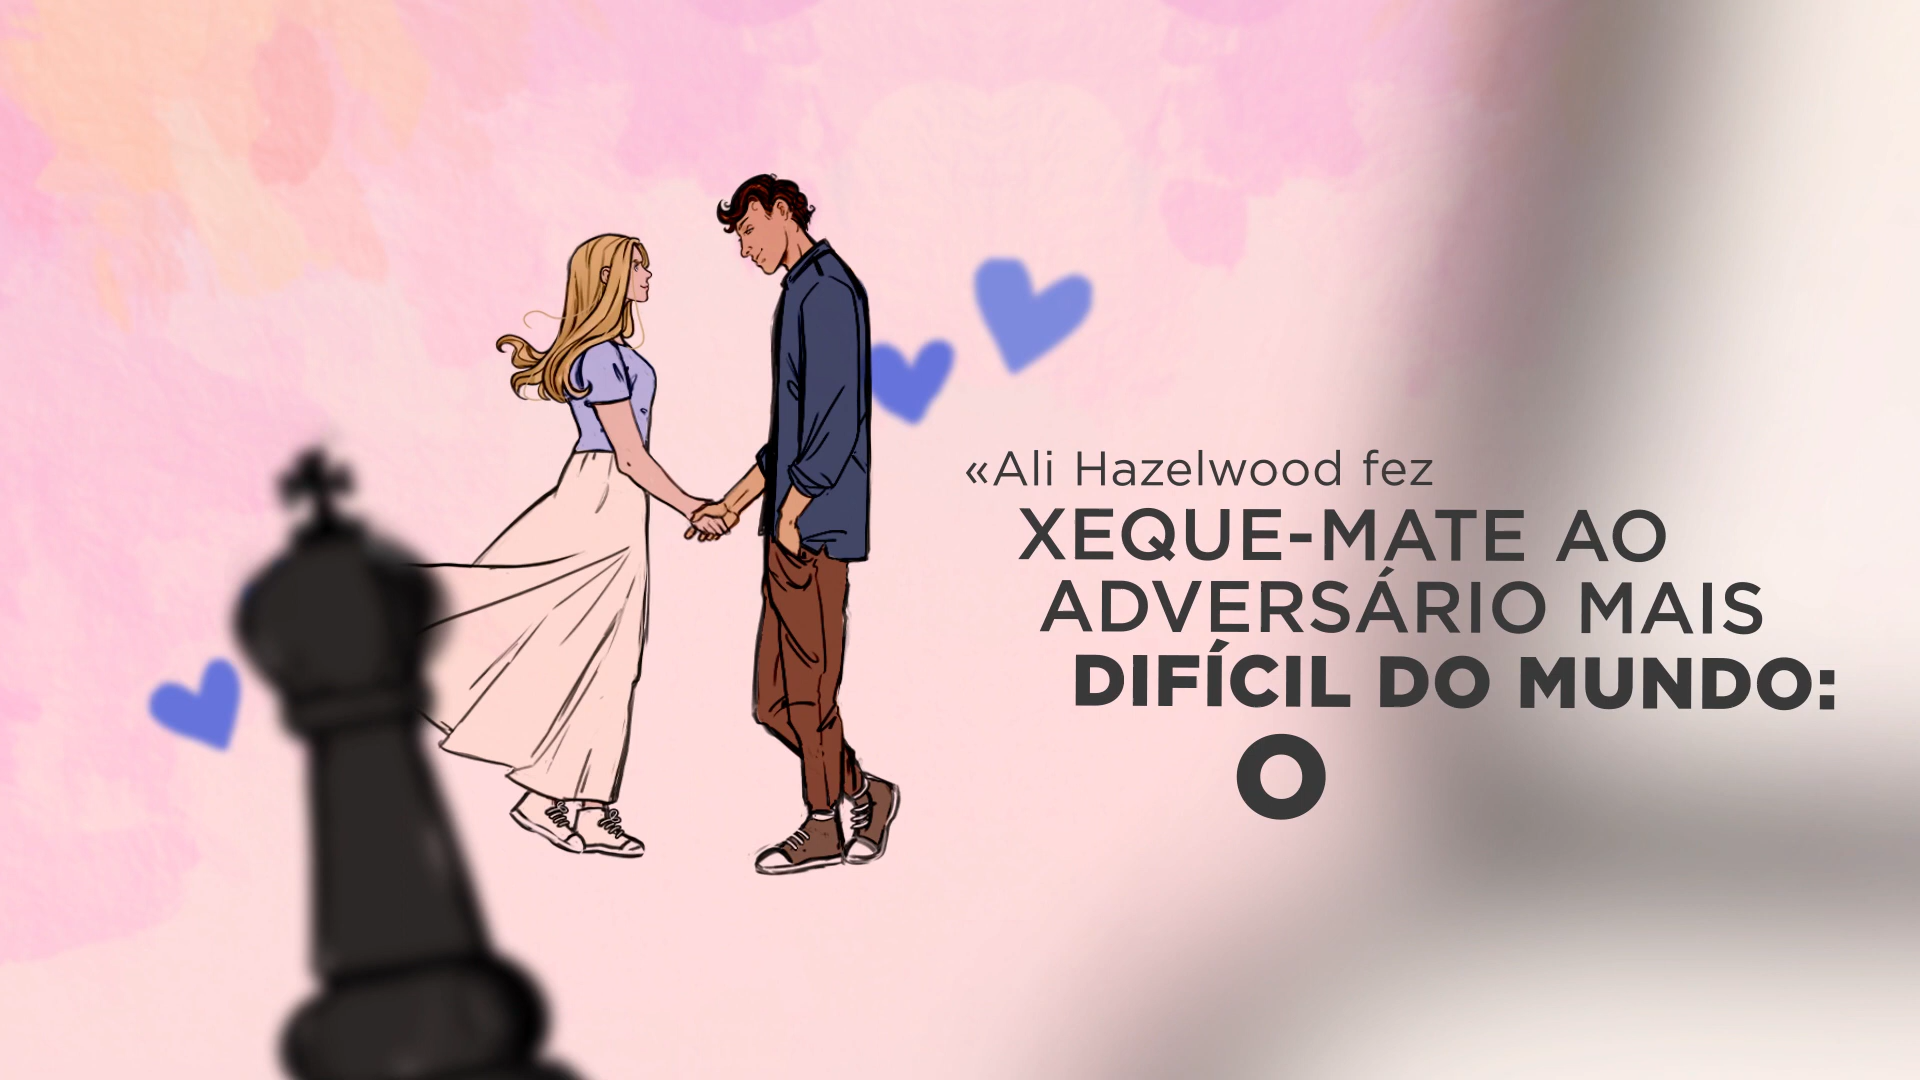 «Ali Hazelwood fez
XEQUE-MATE AO
ADVERSÁRIO MAIS
DIFÍCIL DO MUNDO:
O